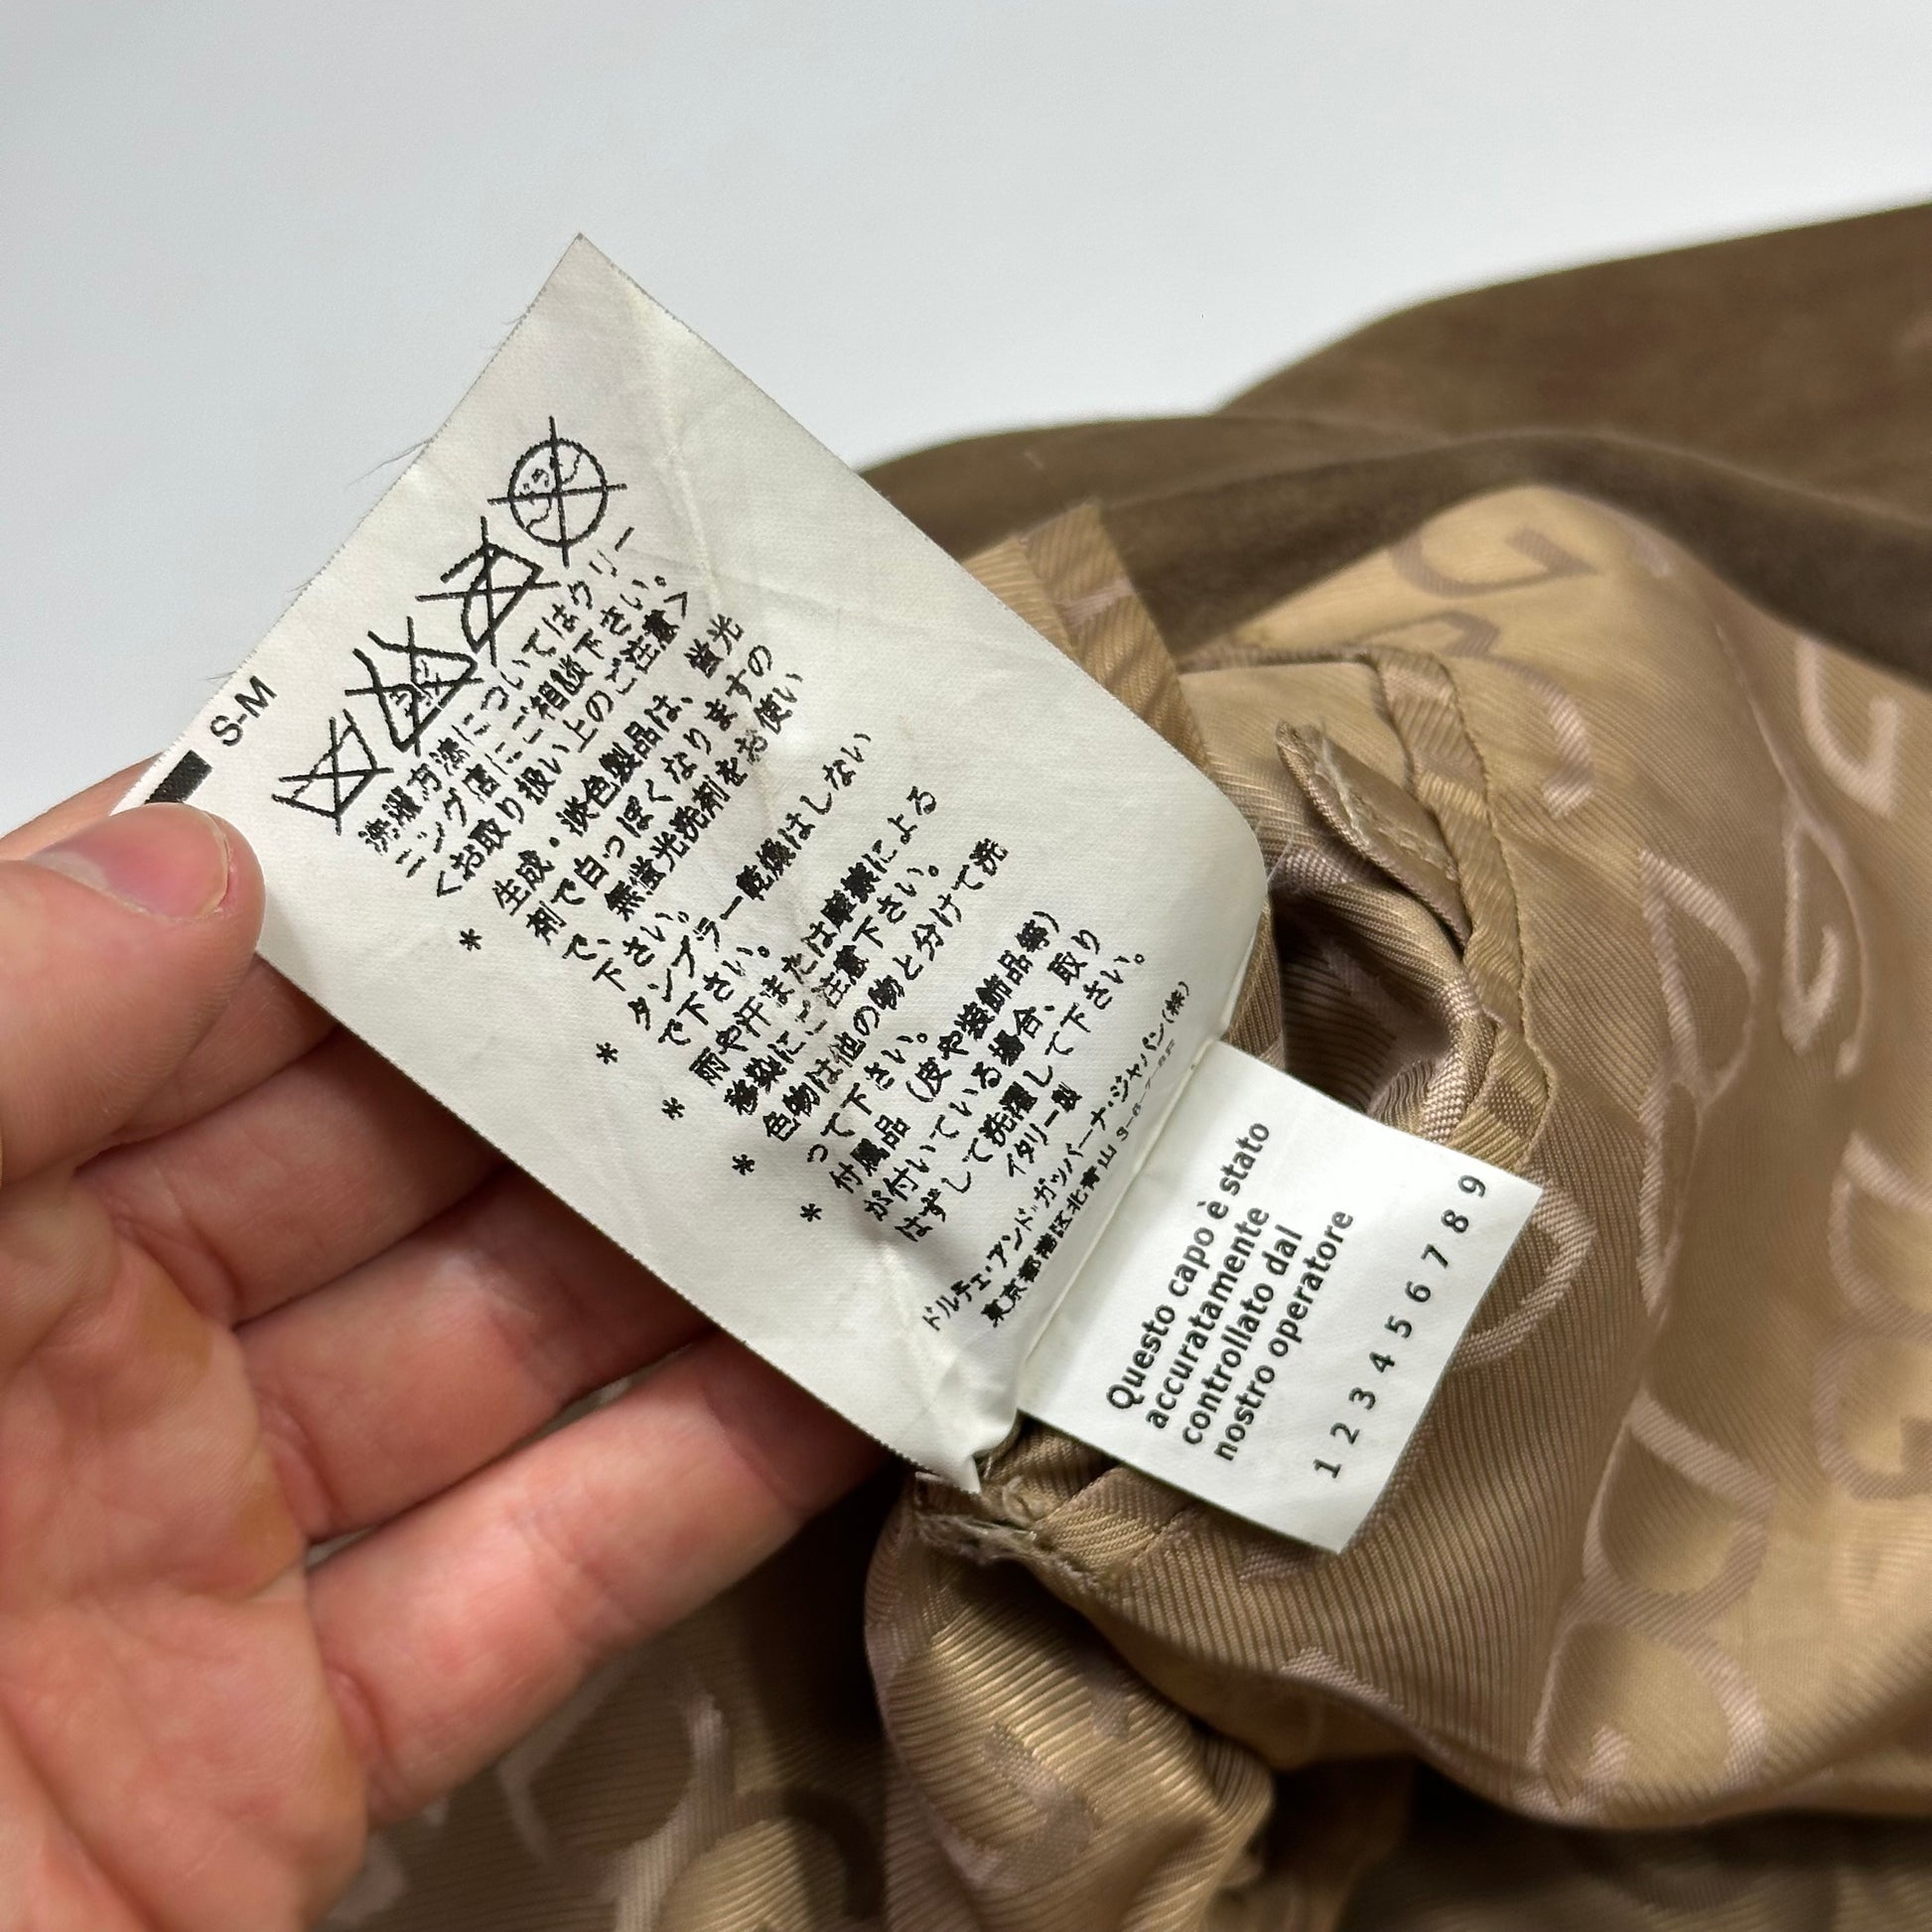 S-M
洗濯方法についてはクリー
ニング店にご相談下さい。
<お取り扱い上のご注意>
* 生成・淡色製品は、蛍光
剤で白っぽくなりますの
で、無蛍光洗剤をお使い
下さい。
* タンブラー乾燥はしない
で下さい。
* 雨や汗または摩擦による
移染にご注意下さい。
* 色物は他の物と分けて洗
って下さい。
* 付属品(皮や装飾品等)
が付いている場合、取り
はずして洗濯して下さい。
イタリー製
ドルチェ・アンド・ガッバーナ・ジャパン(株)
東京都港区北青山
Questo capo è stato
accuratamente
controllato dal
nostro operatore
1 2 3 4 5 6 7 8 9